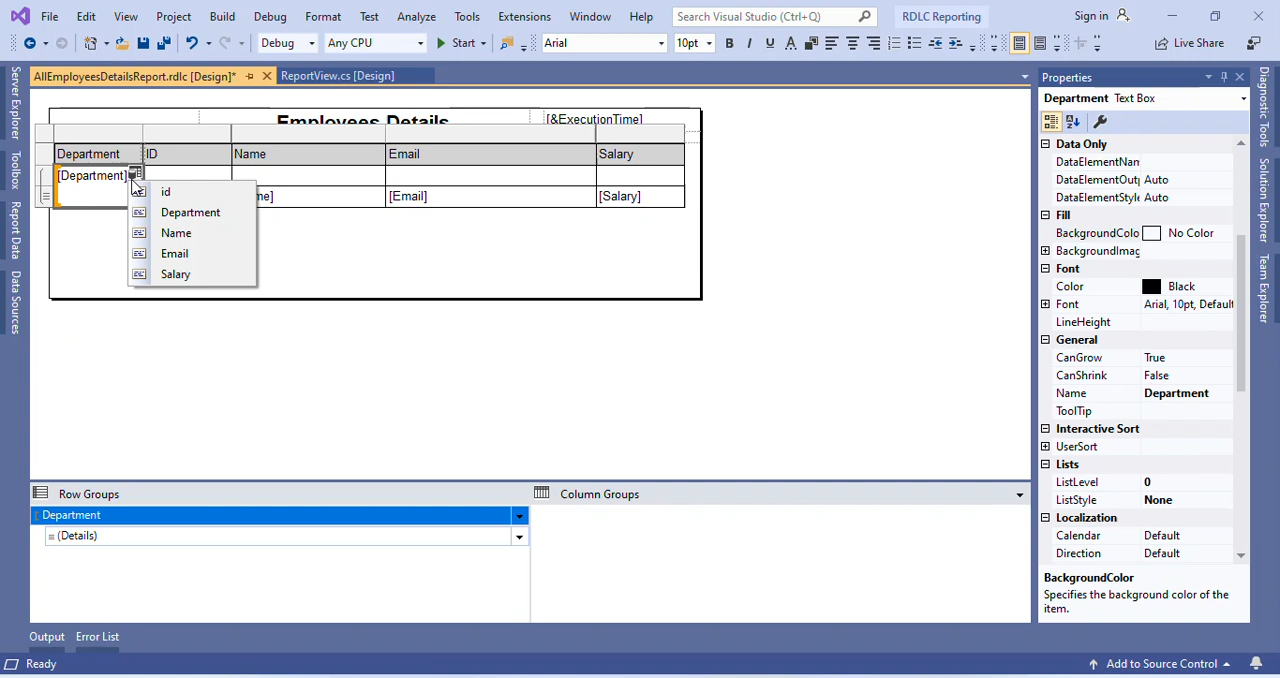 File Edit View Project Build Debug Format Test Analyze Tools Extensions Window Help Search Visual Studio (Ctrl+Q) RDLC Reporting Sign in
Debug Any CPU Start Arial 10pt B I U A Live Share
AllEmployeesDetailsReport.rdlc [Design]* ReportView.cs [Design]
Server Explorer
Toolbox
Report Data
Data Sources
Employees Details [&ExecutionTime]
Department ID Name Email Salary
[Department]
me] [Email] [Salary]
id
Department
Name
Email
Salary
Row Groups
Department
(Details)
Column Groups
Properties
Department Text Box
Data Only
DataElementNam
DataElementOutp Auto
DataElementStyle Auto
Fill
BackgroundColo No Color
BackgroundImag
Font
Color Black
Font Arial, 10pt, Default
LineHeight
General
CanGrow True
CanShrink False
Name Department
ToolTip
Interactive Sort
UserSort
Lists
ListLevel 0
ListStyle None
Localization
Calendar Default
Direction Default
BackgroundColor
Specifies the background color of the
item.
Diagnostic Tools
Solution Explorer
Team Explorer
Output Error List
Ready Add to Source Control